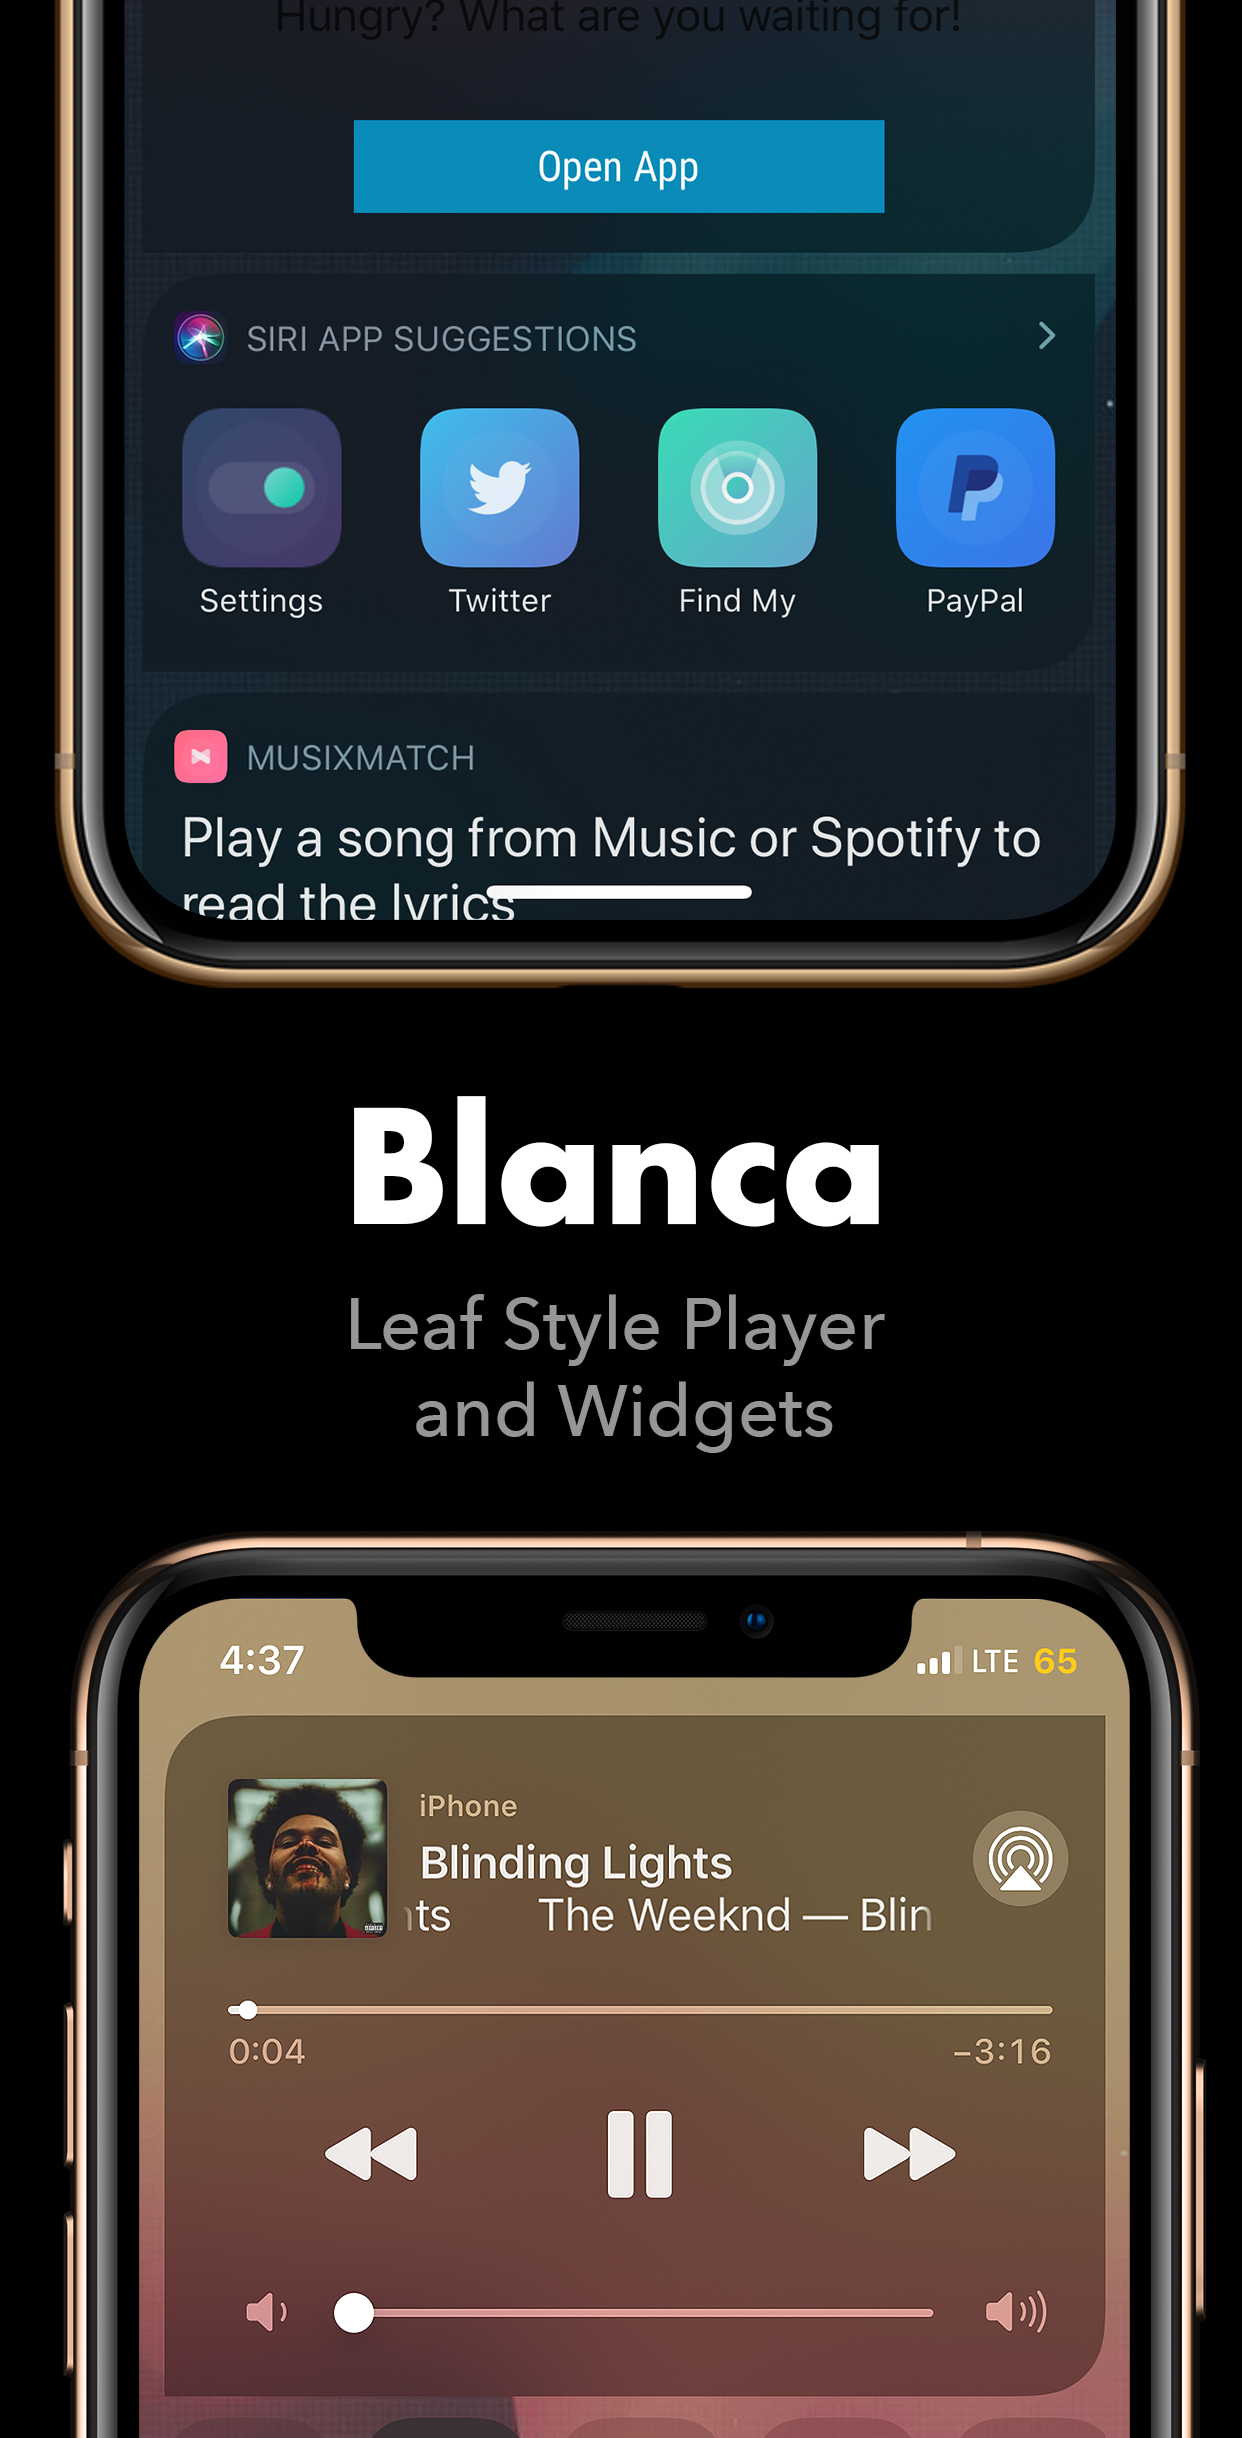 Hungry? What are you waiting for!
Open App
SIRI APP SUGGESTIONS
Settings Twitter Find My PayPal
MUSIXMATCH
Play a song from Music or Spotify to
read the lyrics
Blanca
Leaf Style Player
and Widgets
4:37 LTE 65
iPhone
Blinding Lights
nts The Weeknd — Blin
0:04 −3:16